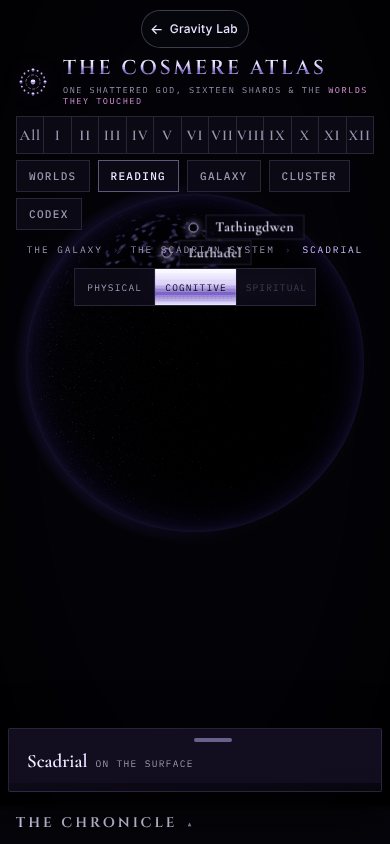 ← Gravity Lab
THE COSMERE ATLAS
ONE SHATTERED GOD, SIXTEEN SHARDS & THE WORLDS
THEY TOUCHED
All I II III IV V VI VII VIII IX X XI XII
WORLDS READING GALAXY CLUSTER
CODEX
Tathingdwen
THE GALAXY › THE SCADRIAN SYSTEM › SCADRIAL
Luthadel
PHYSICAL COGNITIVE SPIRITUAL
Scadrial ON THE SURFACE
THE CHRONICLE ▴